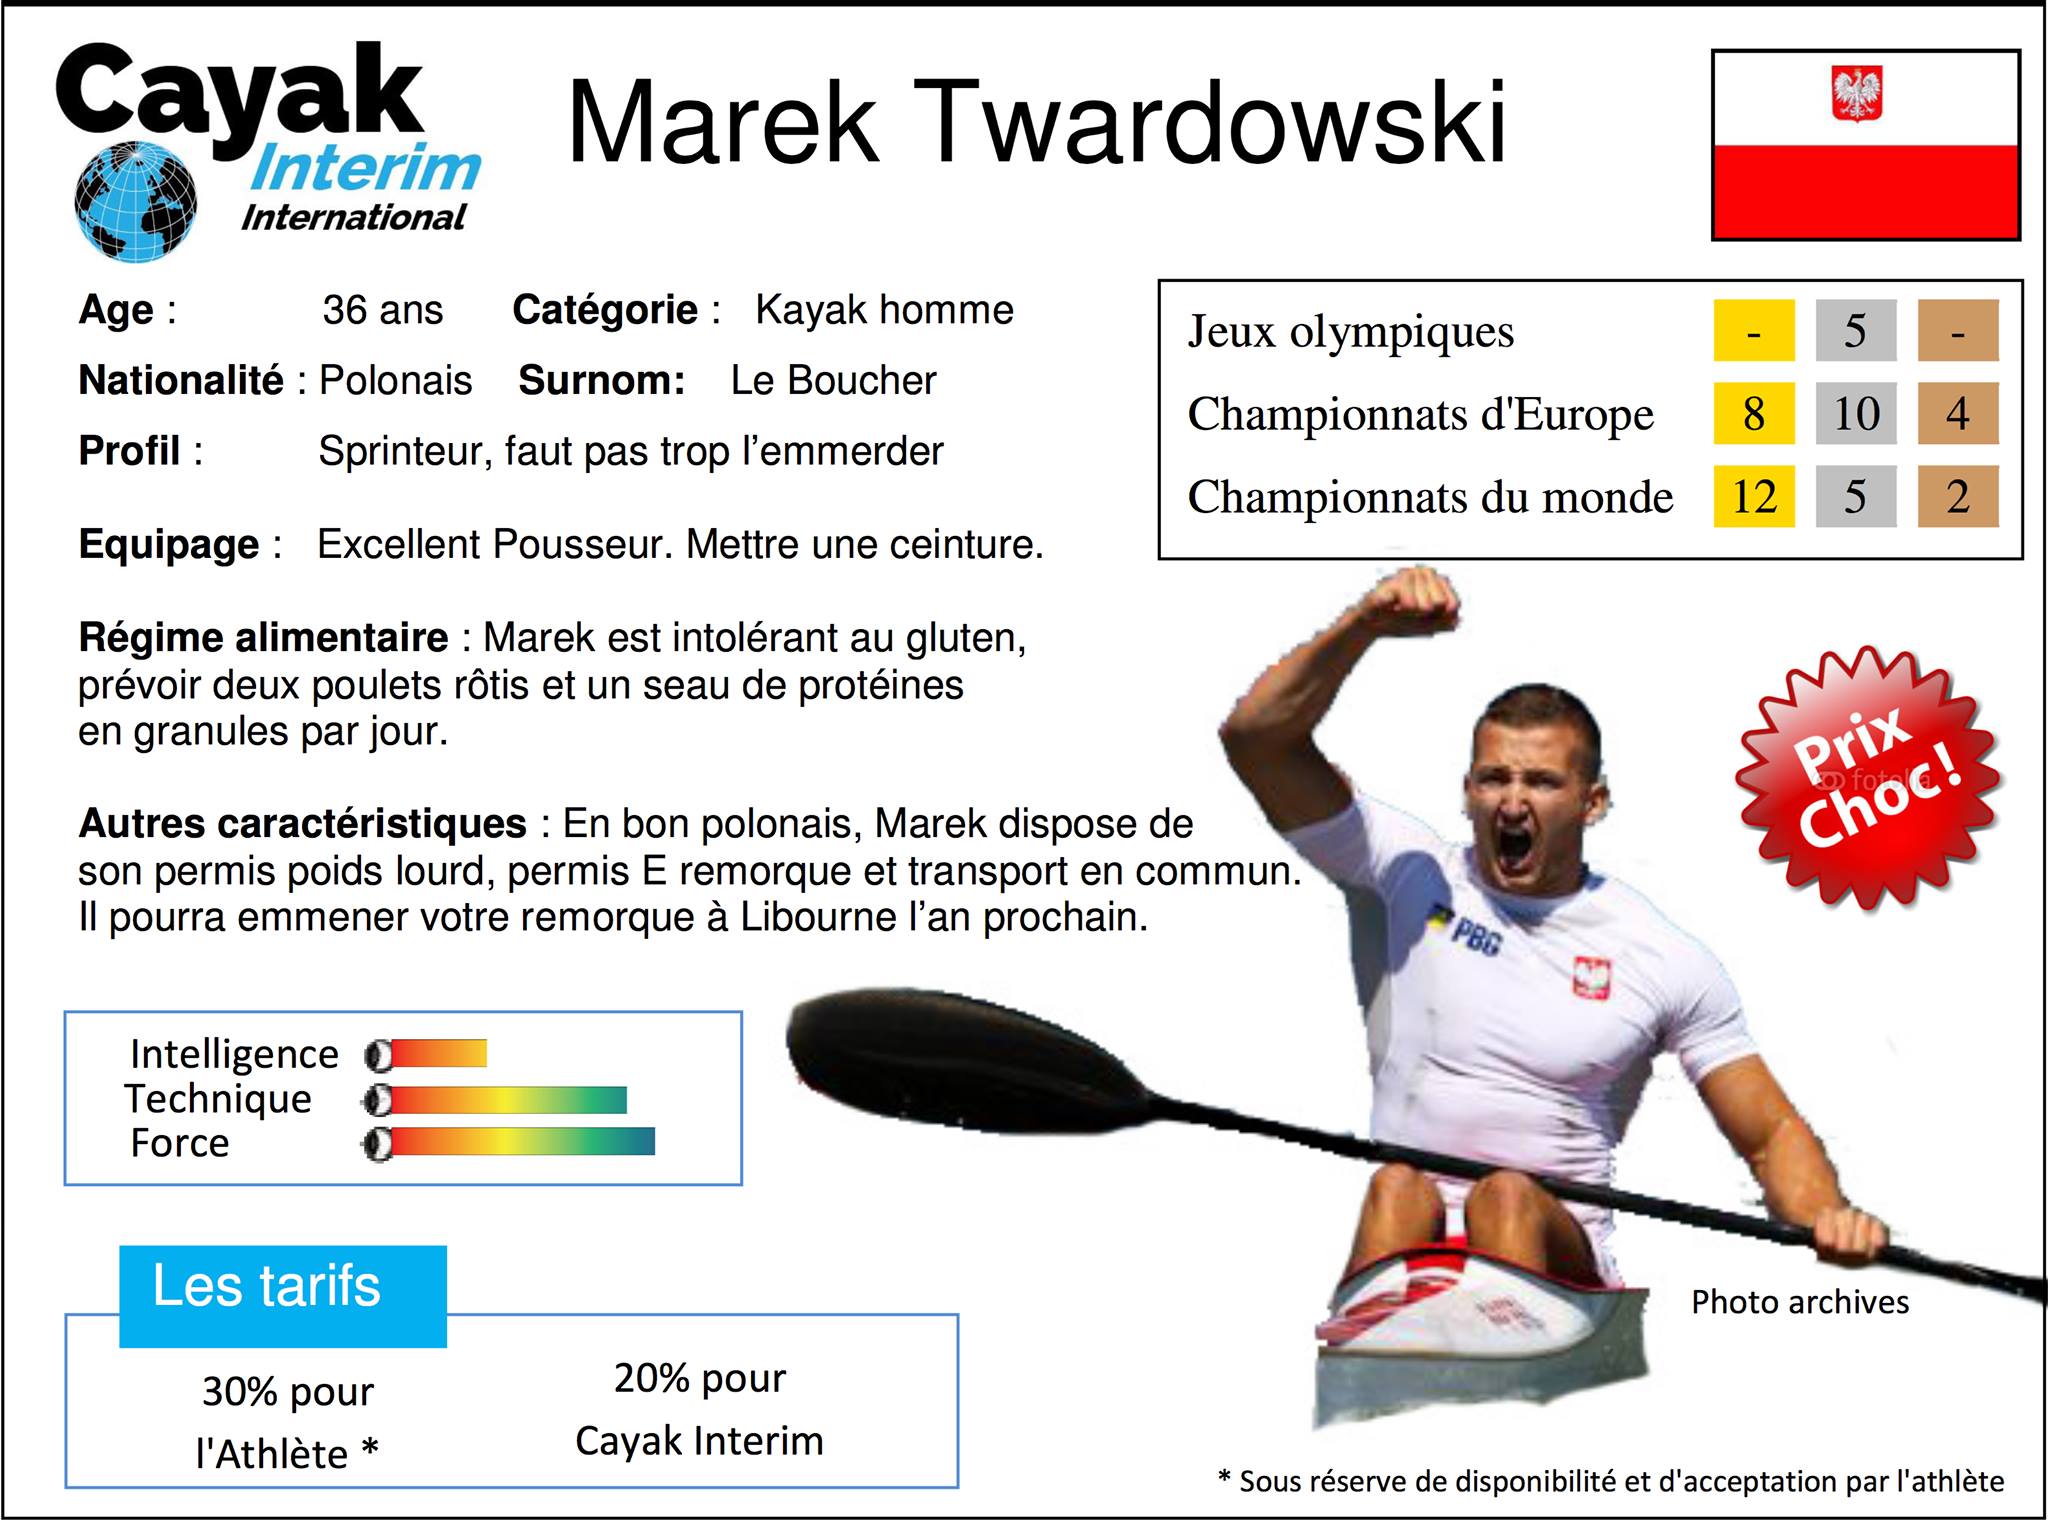 Cayak
Interim
International
Marek Twardowski
Age : 36 ans Catégorie : Kayak homme
Nationalité : Polonais Surnom: Le Boucher
Profil : Sprinteur, faut pas trop l’emmerder
Equipage : Excellent Pousseur. Mettre une ceinture.
Régime alimentaire : Marek est intolérant au gluten,
prévoir deux poulets rôtis et un seau de protéines
en granules par jour.
Autres caractéristiques : En bon polonais, Marek dispose de
son permis poids lourd, permis E remorque et transport en commun.
Il pourra emmener votre remorque à Libourne l’an prochain.
Jeux olympiques - 5 -
Championnats d'Europe 8 10 4
Championnats du monde 12 5 2
Prix
Choc !
fotolia
PBG
Intelligence
Technique
Force
Les tarifs
30% pour
l'Athlète *
20% pour
Cayak Interim
Photo archives
* Sous réserve de disponibilité et d'acceptation par l'athlète